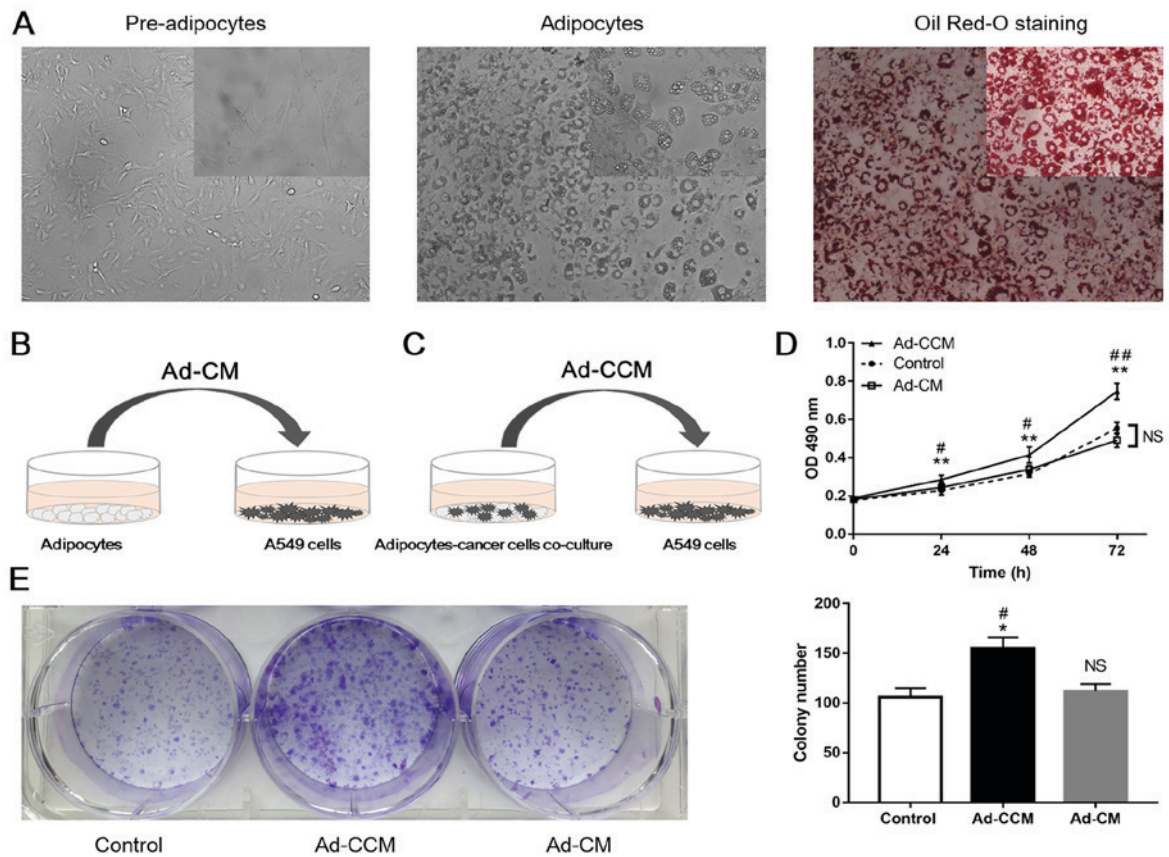 A
Pre-adipocytes
Adipocytes
Oil Red-O staining
B
Ad-CM
Adipocytes
A549 cells
C
Ad-CCM
Adipocytes-cancer cells co-culture
A549 cells
D
Ad-CCM
Control
Ad-CM
OD 490 nm
1.0
0.8
0.6
0.4
0.2
0.0
#
**
#
**
##
**
NS
0
24
48
72
Time (h)
E
Control
Ad-CCM
Ad-CM
Colony number
200
150
100
50
0
#
*
NS
Control
Ad-CCM
Ad-CM